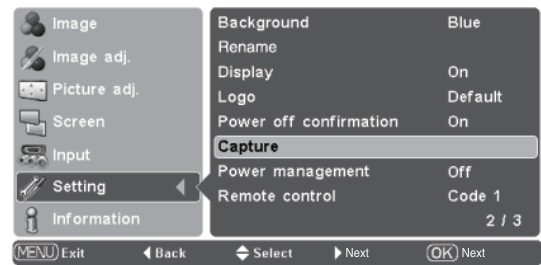 Image
Image adj.
Picture adj.
Screen
Input
Setting
Information
Background Blue
Rename
Display On
Logo Default
Power off confirmation On
Capture
Power management Off
Remote control Code 1
2 / 3
MENU Exit Back Select Next OK Next